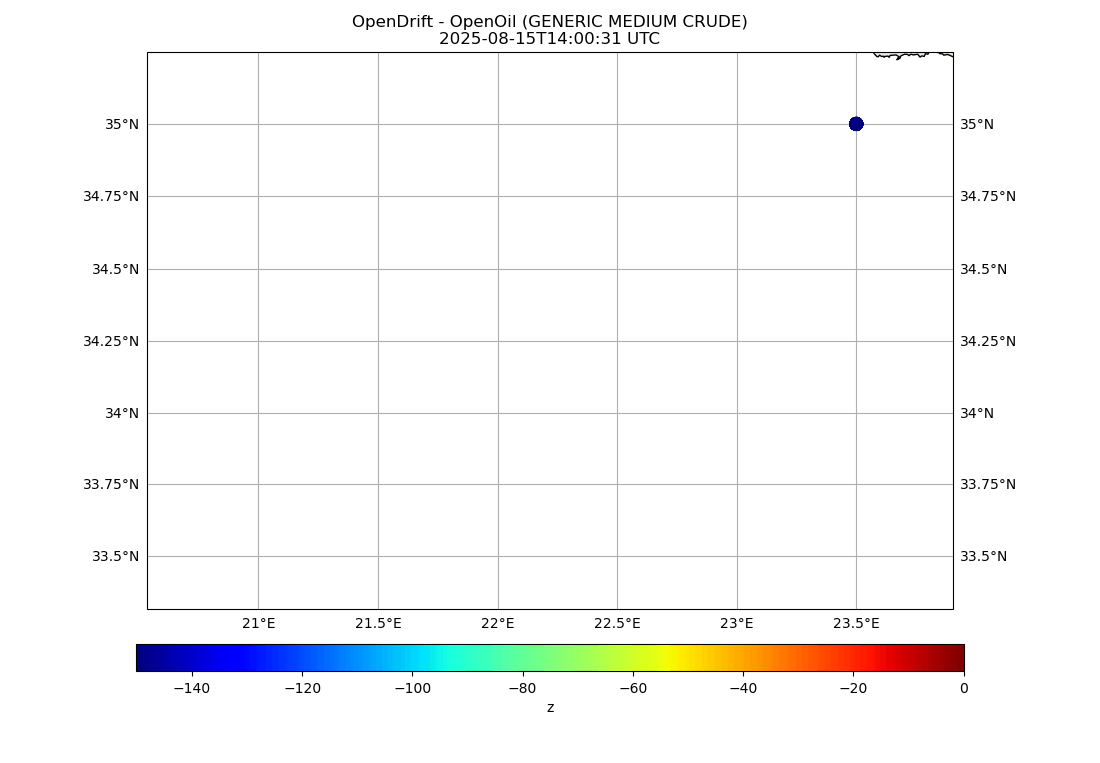 OpenDrift - OpenOil (GENERIC MEDIUM CRUDE)
2025-08-15T14:00:31 UTC
35°N 35°N
34.75°N 34.75°N
34.5°N 34.5°N
34.25°N 34.25°N
34°N 34°N
33.75°N 33.75°N
33.5°N 33.5°N
21°E 21.5°E 22°E 22.5°E 23°E 23.5°E
−140 −120 −100 −80 −60 −40 −20 0
z